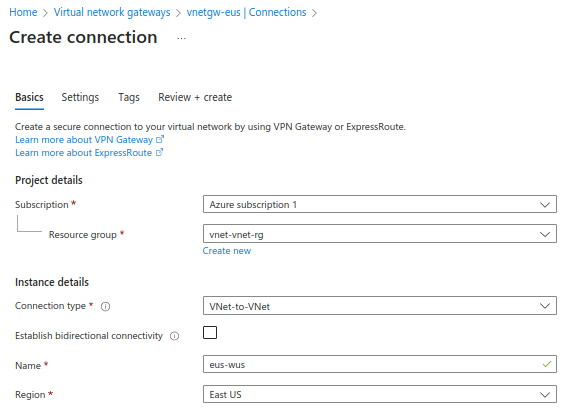 Home > Virtual network gateways > vnetgw-eus | Connections >
Create connection ...
Basics Settings Tags Review + create
Create a secure connection to your virtual network by using VPN Gateway or ExpressRoute.
Learn more about VPN Gateway
Learn more about ExpressRoute
Project details
Subscription * Azure subscription 1
Resource group * vnet-vnet-rg
Create new
Instance details
Connection type * VNet-to-VNet
Establish bidirectional connectivity
Name * eus-wus
Region * East US